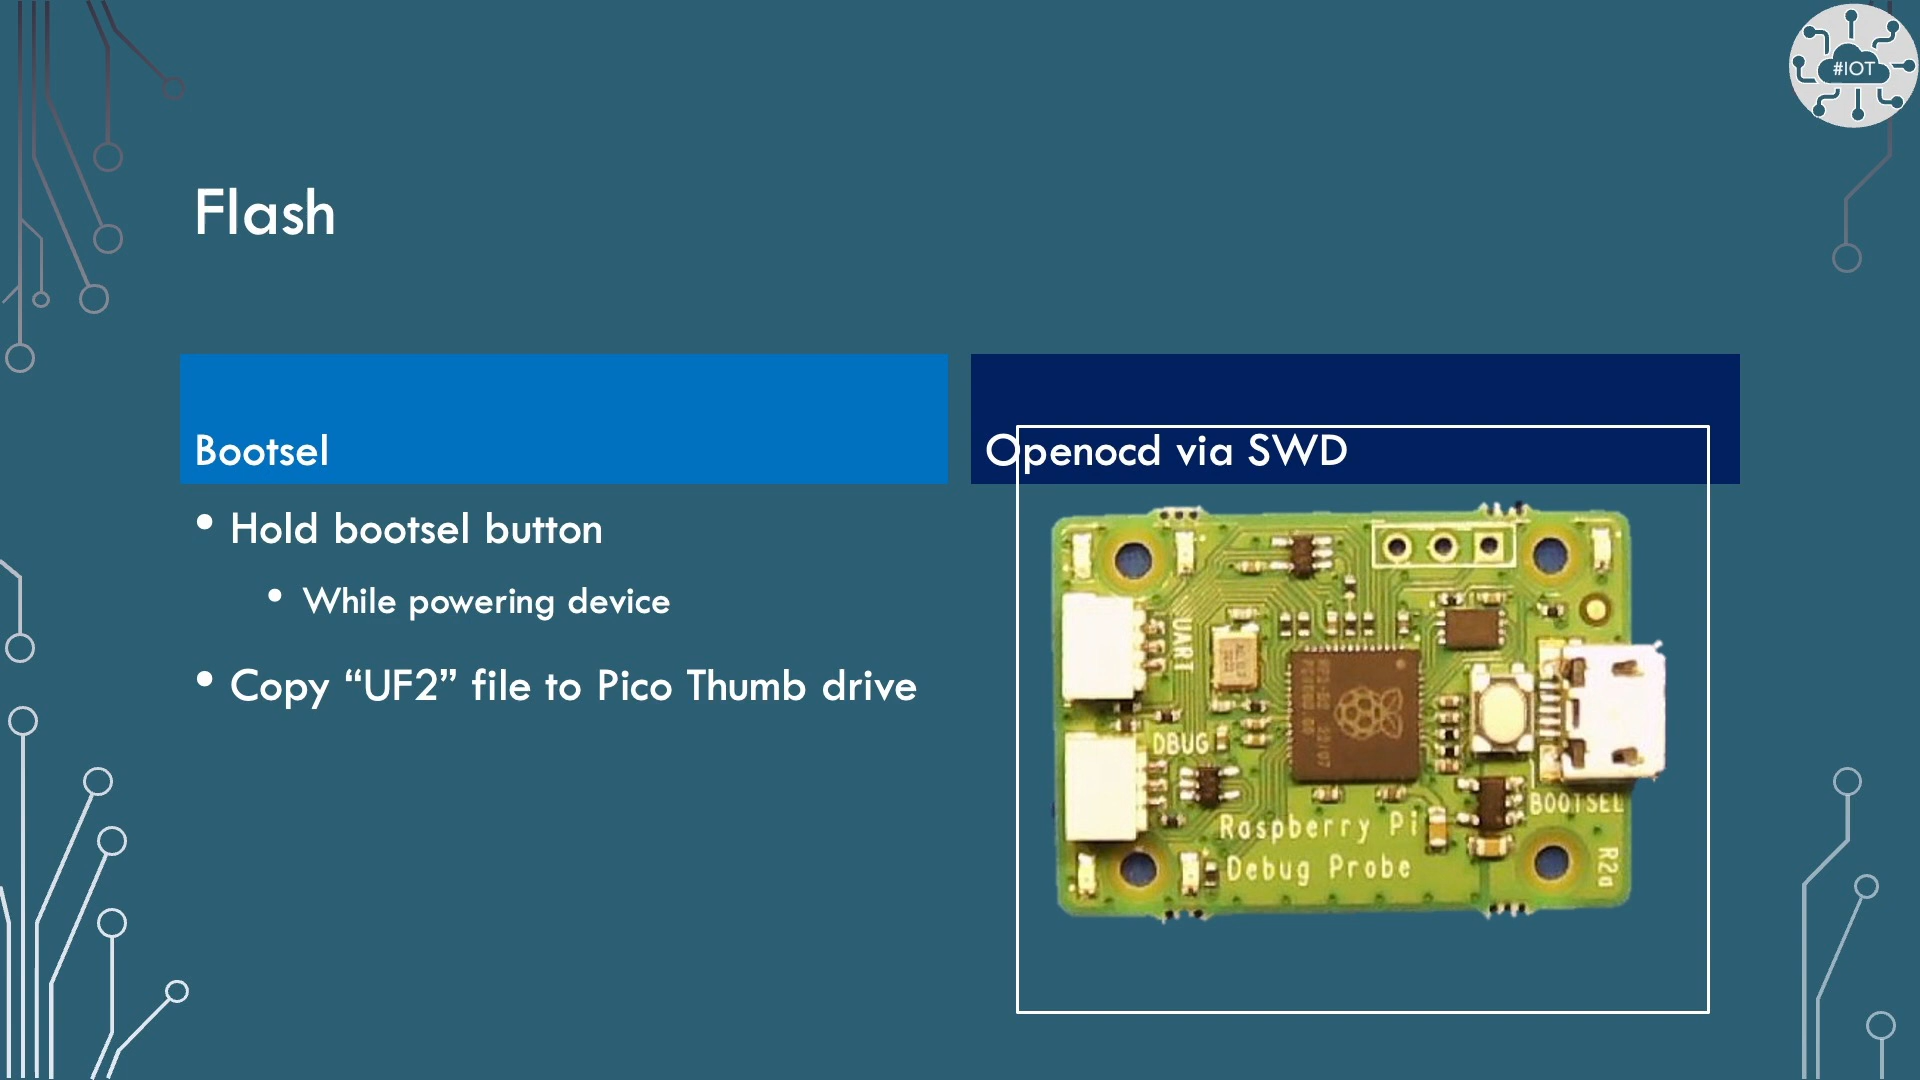 #IOT
Flash
Bootsel
• Hold bootsel button
• While powering device
• Copy “UF2” file to Pico Thumb drive
Openocd via SWD
UART
DBUG
BOOTSEL
Raspberry Pi
Debug Probe